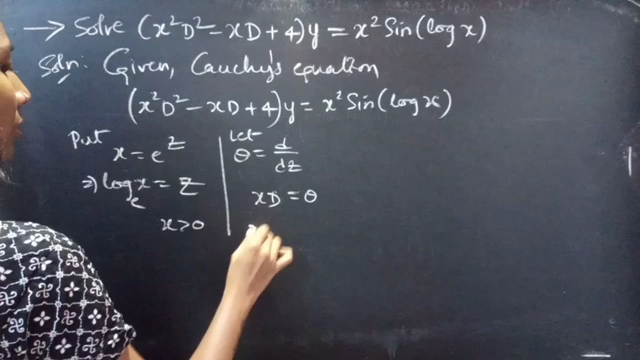 → Solve (x²D² - xD + 4)y = x² Sin(log x)
Soln: Given, Cauchy's equation
(x²D² - xD + 4)y = x² Sin(log x)
Put
x = e^z
⇒ logₑx = z
x > 0
Let
θ = d/dz
xD = θ